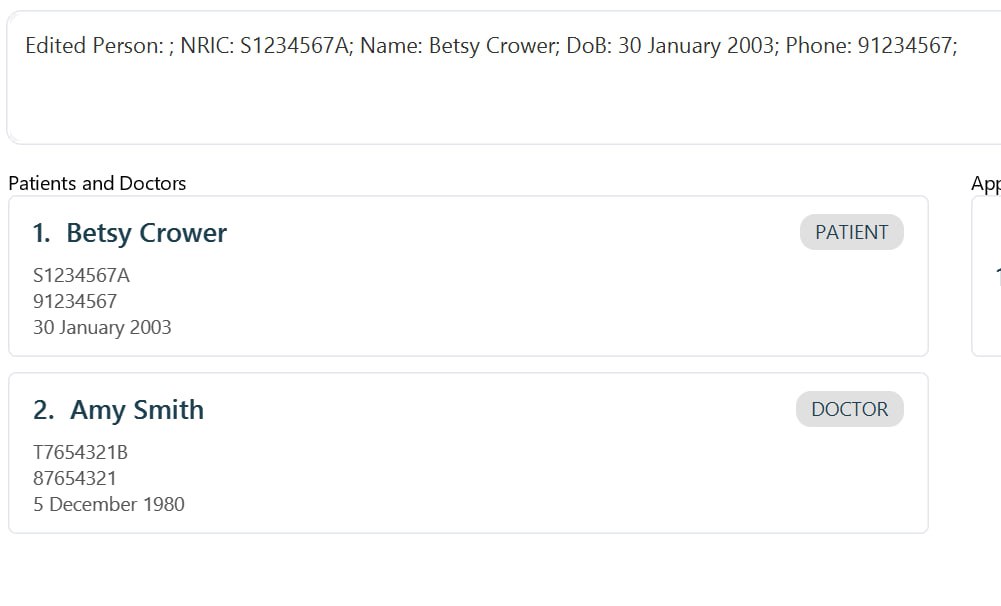 Edited Person: ; NRIC: S1234567A; Name: Betsy Crower; DoB: 30 January 2003; Phone: 91234567;
Patients and Doctors
App
1. Betsy Crower
PATIENT
S1234567A
91234567
30 January 2003
2. Amy Smith
DOCTOR
T7654321B
87654321
5 December 1980